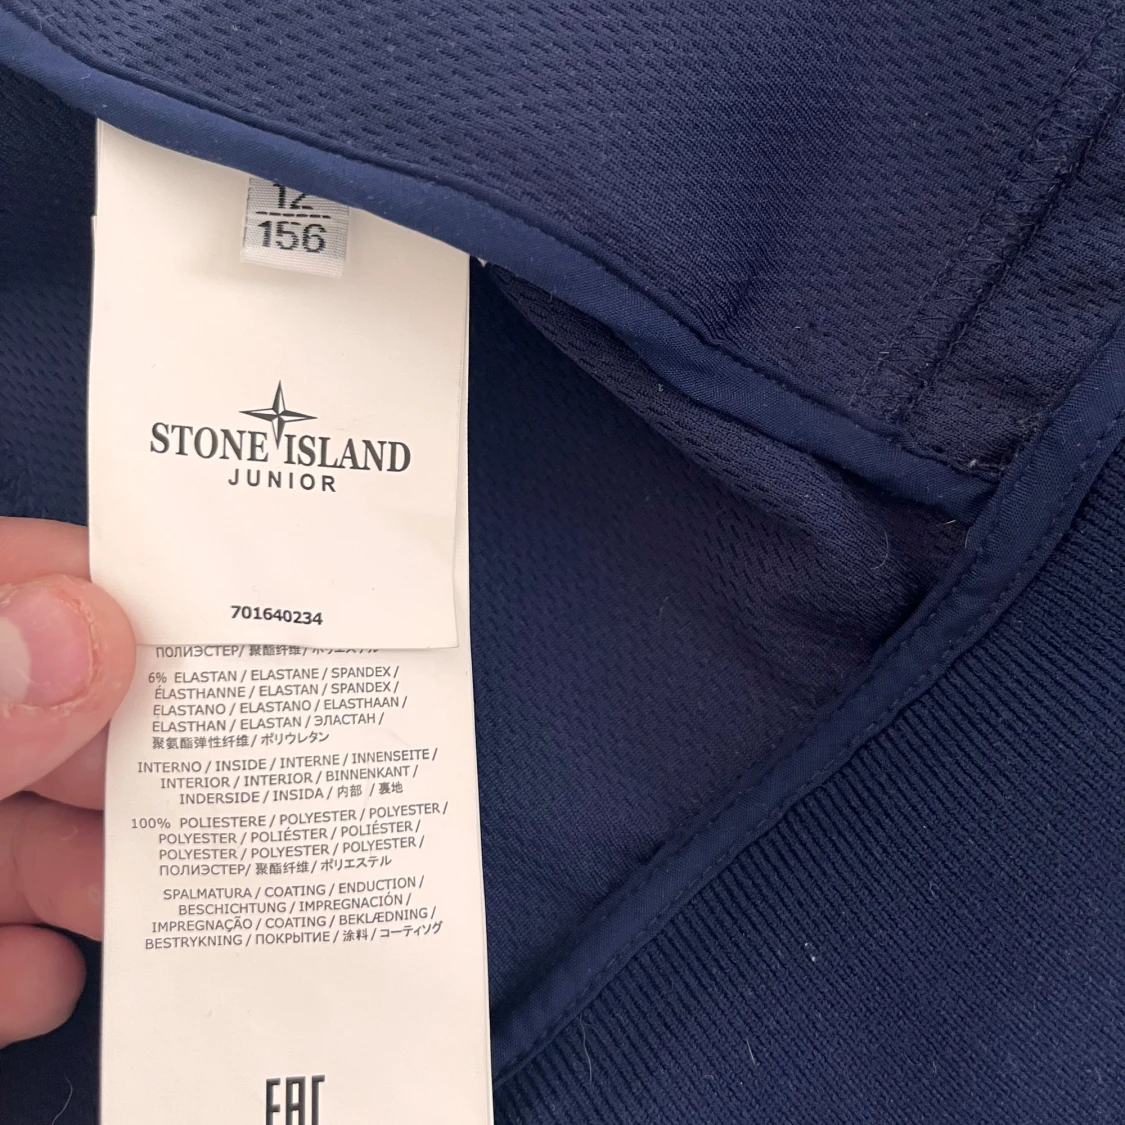 12
156
STONE ISLAND
JUNIOR
701640234
ПОЛИЭСТЕР/ 聚酯纤维/ ポリエステル
6% ELASTAN / ELASTANE / SPANDEX /
ÉLASTHANNE / ELASTAN / SPANDEX /
ELASTANO / ELASTANO / ELASTHAAN /
ELASTHAN / ELASTAN / ЭЛАСТАН /
聚氨酯弹性纤维 / ポリウレタン
INTERNO / INSIDE / INTERNE / INNENSEITE /
INTERIOR / INTERIOR / BINNENKANT /
INDERSIDE / INSIDA / 内部 / 裏地
100% POLIESTERE / POLYESTER / POLYESTER /
POLYESTER / POLIÉSTER / POLIÉSTER /
POLYESTER / POLYESTER / POLYESTER /
ПОЛИЭСТЕР/ 聚酯纤维/ ポリエステル
SPALMATURA / COATING / ENDUCTION /
BESCHICHTUNG / IMPREGNACIÓN /
IMPREGNAÇÃO / COATING / BEKLÆDNING /
BESTRYKNING / ПОКРЫТИЕ / 涂料 / コーティング
EAC